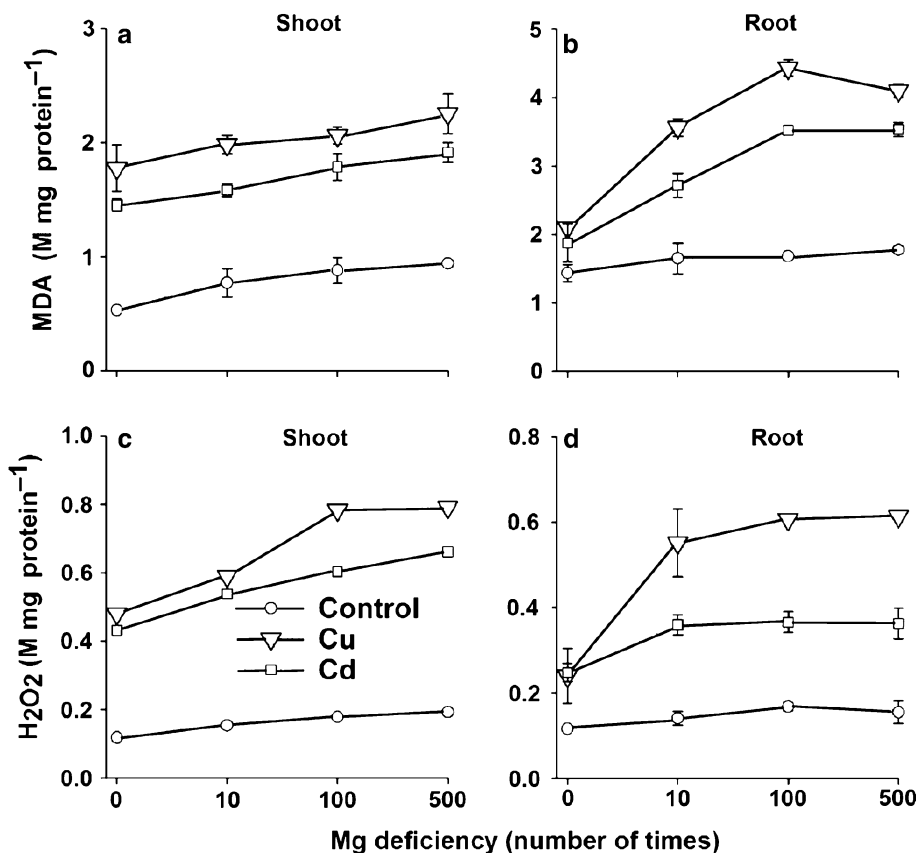 a
Shoot
3
2
1
0
MDA (M mg protein⁻¹)
b
Root
5
4
3
2
1
0
c
Shoot
1.0
0.8
0.6
0.4
0.2
0.0
H₂O₂ (M mg protein⁻¹)
Control
Cu
Cd
0 10 100 500
d
Root
0.8
0.6
0.4
0.2
0.0
0 10 100 500
Mg deficiency (number of times)